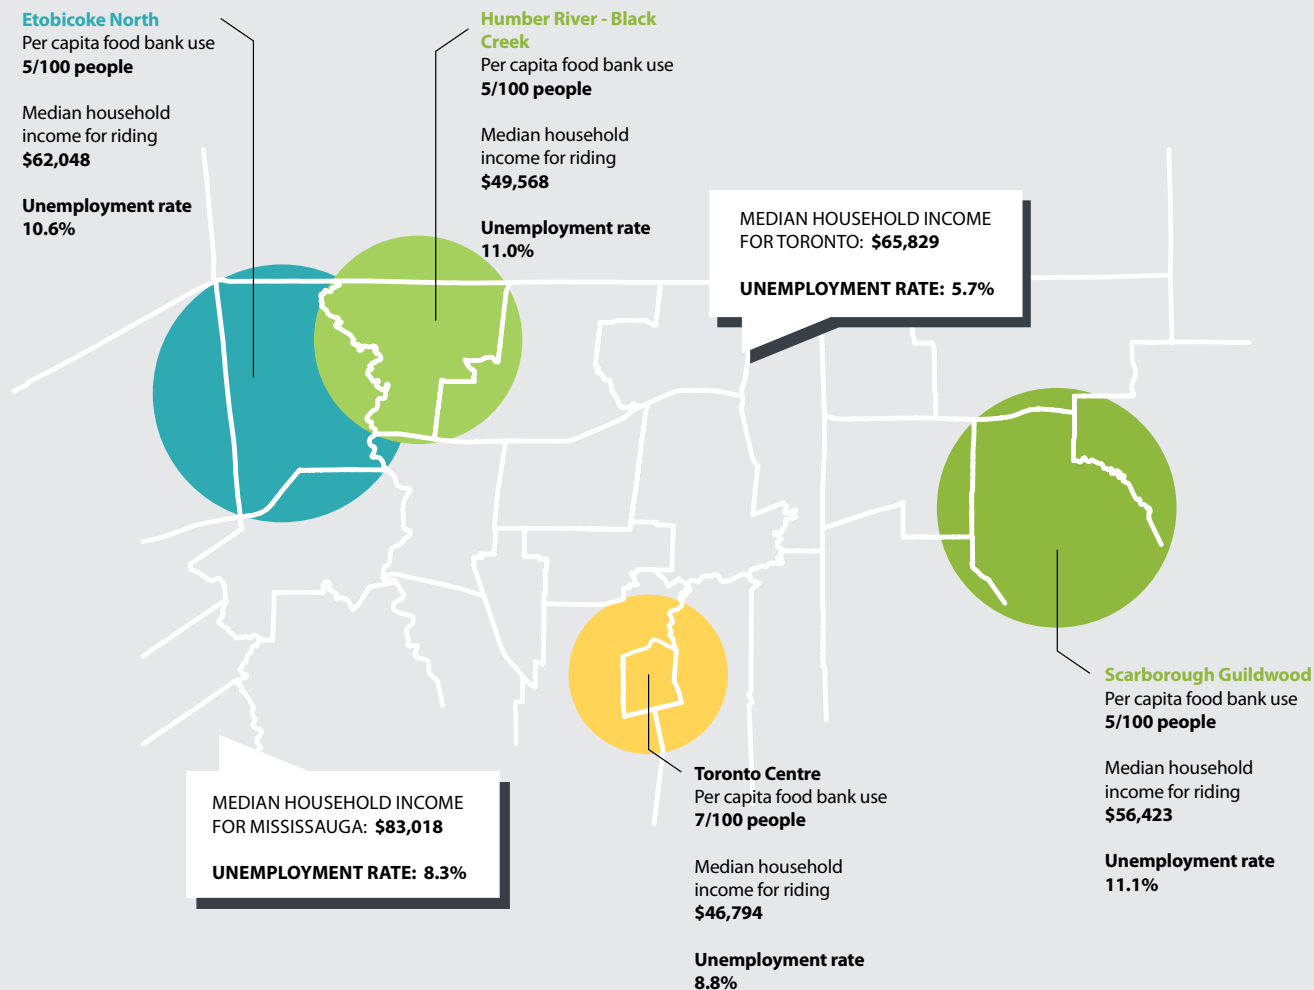 Etobicoke North
Per capita food bank use
5/100 people
Median household
income for riding
$62,048
Unemployment rate
10.6%
Humber River - Black
Creek
Per capita food bank use
5/100 people
Median household
income for riding
$49,568
Unemployment rate
11.0%
MEDIAN HOUSEHOLD INCOME
FOR TORONTO: $65,829
UNEMPLOYMENT RATE: 5.7%
MEDIAN HOUSEHOLD INCOME
FOR MISSISSAUGA: $83,018
UNEMPLOYMENT RATE: 8.3%
Toronto Centre
Per capita food bank use
7/100 people
Median household
income for riding
$46,794
Unemployment rate
8.8%
Scarborough Guildwood
Per capita food bank use
5/100 people
Median household
income for riding
$56,423
Unemployment rate
11.1%